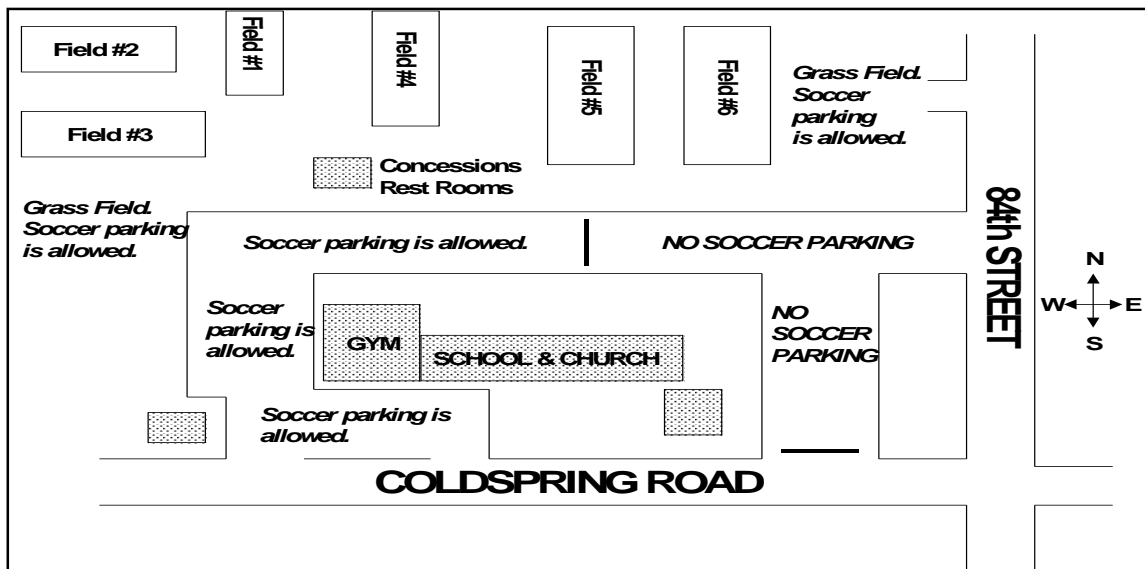 Field #2
Field #1
Field #4
Field #5
Field #6
Grass Field.
Soccer
parking
is allowed.
Field #3
Concessions
Rest Rooms
Grass Field.
Soccer parking
is allowed.
Soccer parking is allowed.
NO SOCCER PARKING
84th STREET
N
W E
S
Soccer
parking is
allowed.
GYM
SCHOOL & CHURCH
NO
SOCCER
PARKING
Soccer parking is
allowed.
COLDSPRING ROAD